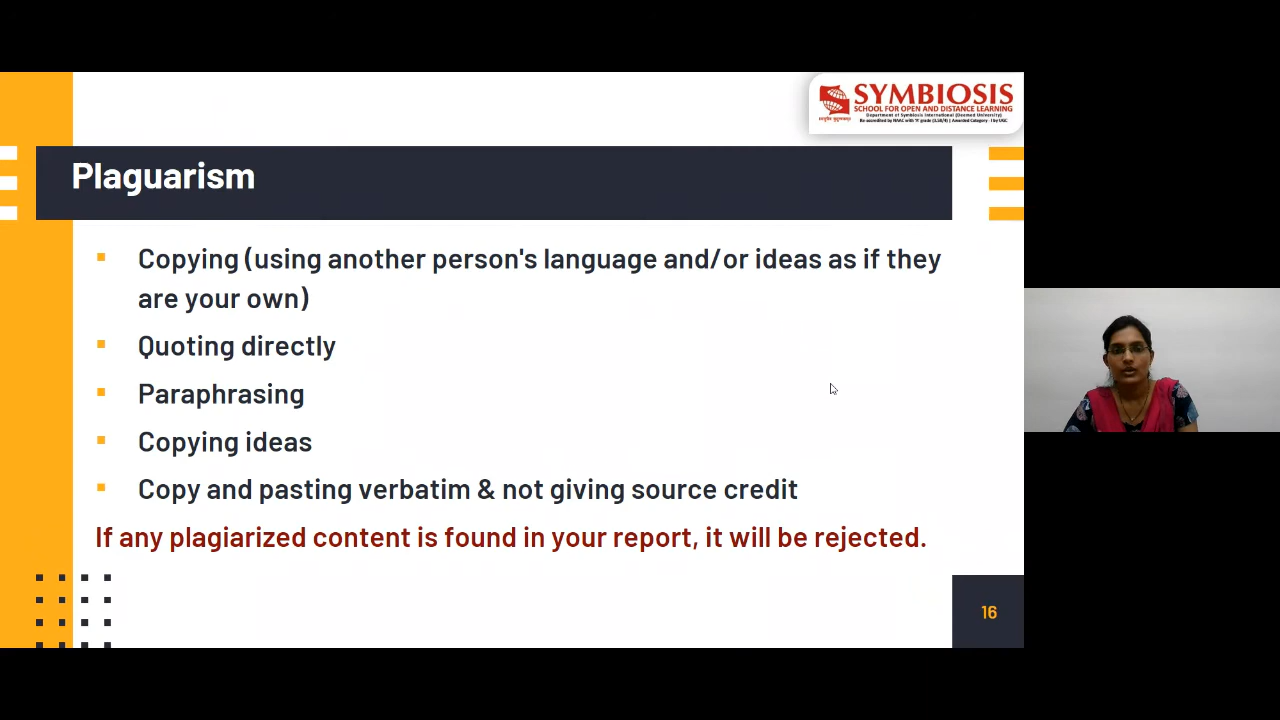 SYMBIOSIS
SCHOOL FOR OPEN AND DISTANCE LEARNING
Department of Symbiosis International (Deemed University)
Re accredited by NAAC with 'A' grade (3.58/4) | Awarded Category - I by UGC
Plaguarism
Copying (using another person's language and/or ideas as if they
are your own)
Quoting directly
Paraphrasing
Copying ideas
Copy and pasting verbatim & not giving source credit
If any plagiarized content is found in your report, it will be rejected.
16